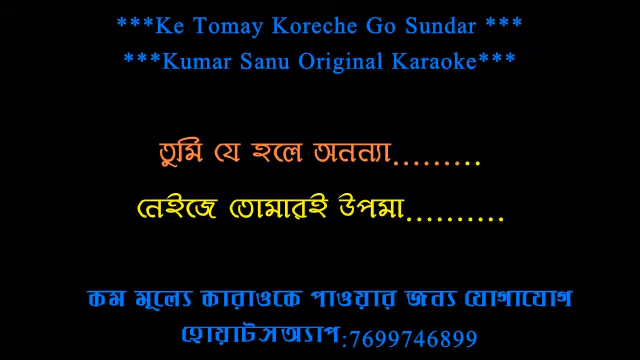 ***Ke Tomay Koreche Go Sundar ***
***Kumar Sanu Original Karaoke***
তুমি যে হলে অনন্যা.........
নেইজে তোমারই উপমা..........
কম মূল্যে কারাওকে পাওয়ার জন্য যোগাযোগ
হোয়াটসঅ্যাপ:7699746899